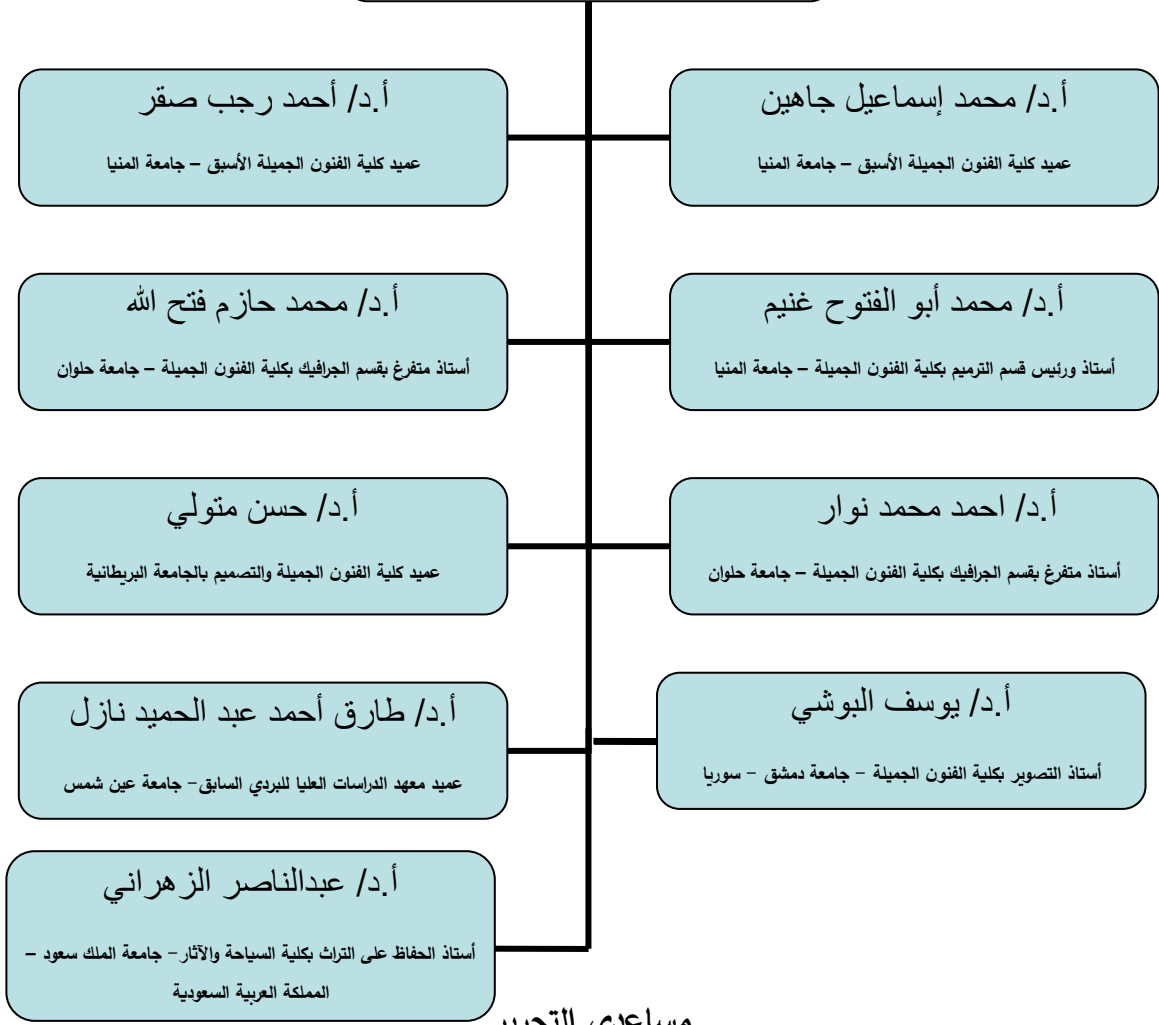 أ.د/ محمد إسماعيل جاهين
عميد كلية الفنون الجميلة الأسبق – جامعة المنيا
أ.د/ أحمد رجب صقر
عميد كلية الفنون الجميلة الأسبق – جامعة المنيا
أ.د/ محمد أبو الفتوح غنيم
أستاذ ورئيس قسم الترميم بكلية الفنون الجميلة – جامعة المنيا
أ.د/ محمد حازم فتح الله
أستاذ متفرغ بقسم الجرافيك بكلية الفنون الجميلة – جامعة حلوان
أ.د/ احمد محمد نوار
أستاذ متفرغ بقسم الجرافيك بكلية الفنون الجميلة – جامعة حلوان
أ.د/ حسن متولي
عميد كلية الفنون الجميلة والتصميم بالجامعة البريطانية
أ.د/ يوسف البوشي
أستاذ التصوير بكلية الفنون الجميلة - جامعة دمشق - سوريا
أ.د/ طارق أحمد عبد الحميد نازل
عميد معهد الدراسات العليا للبردي السابق- جامعة عين شمس
أ.د/ عبدالناصر الزهراني
أستاذ الحفاظ على التراث بكلية السياحة والآثار- جامعة الملك سعود –
المملكة العربية السعودية
مساعدي التحرير